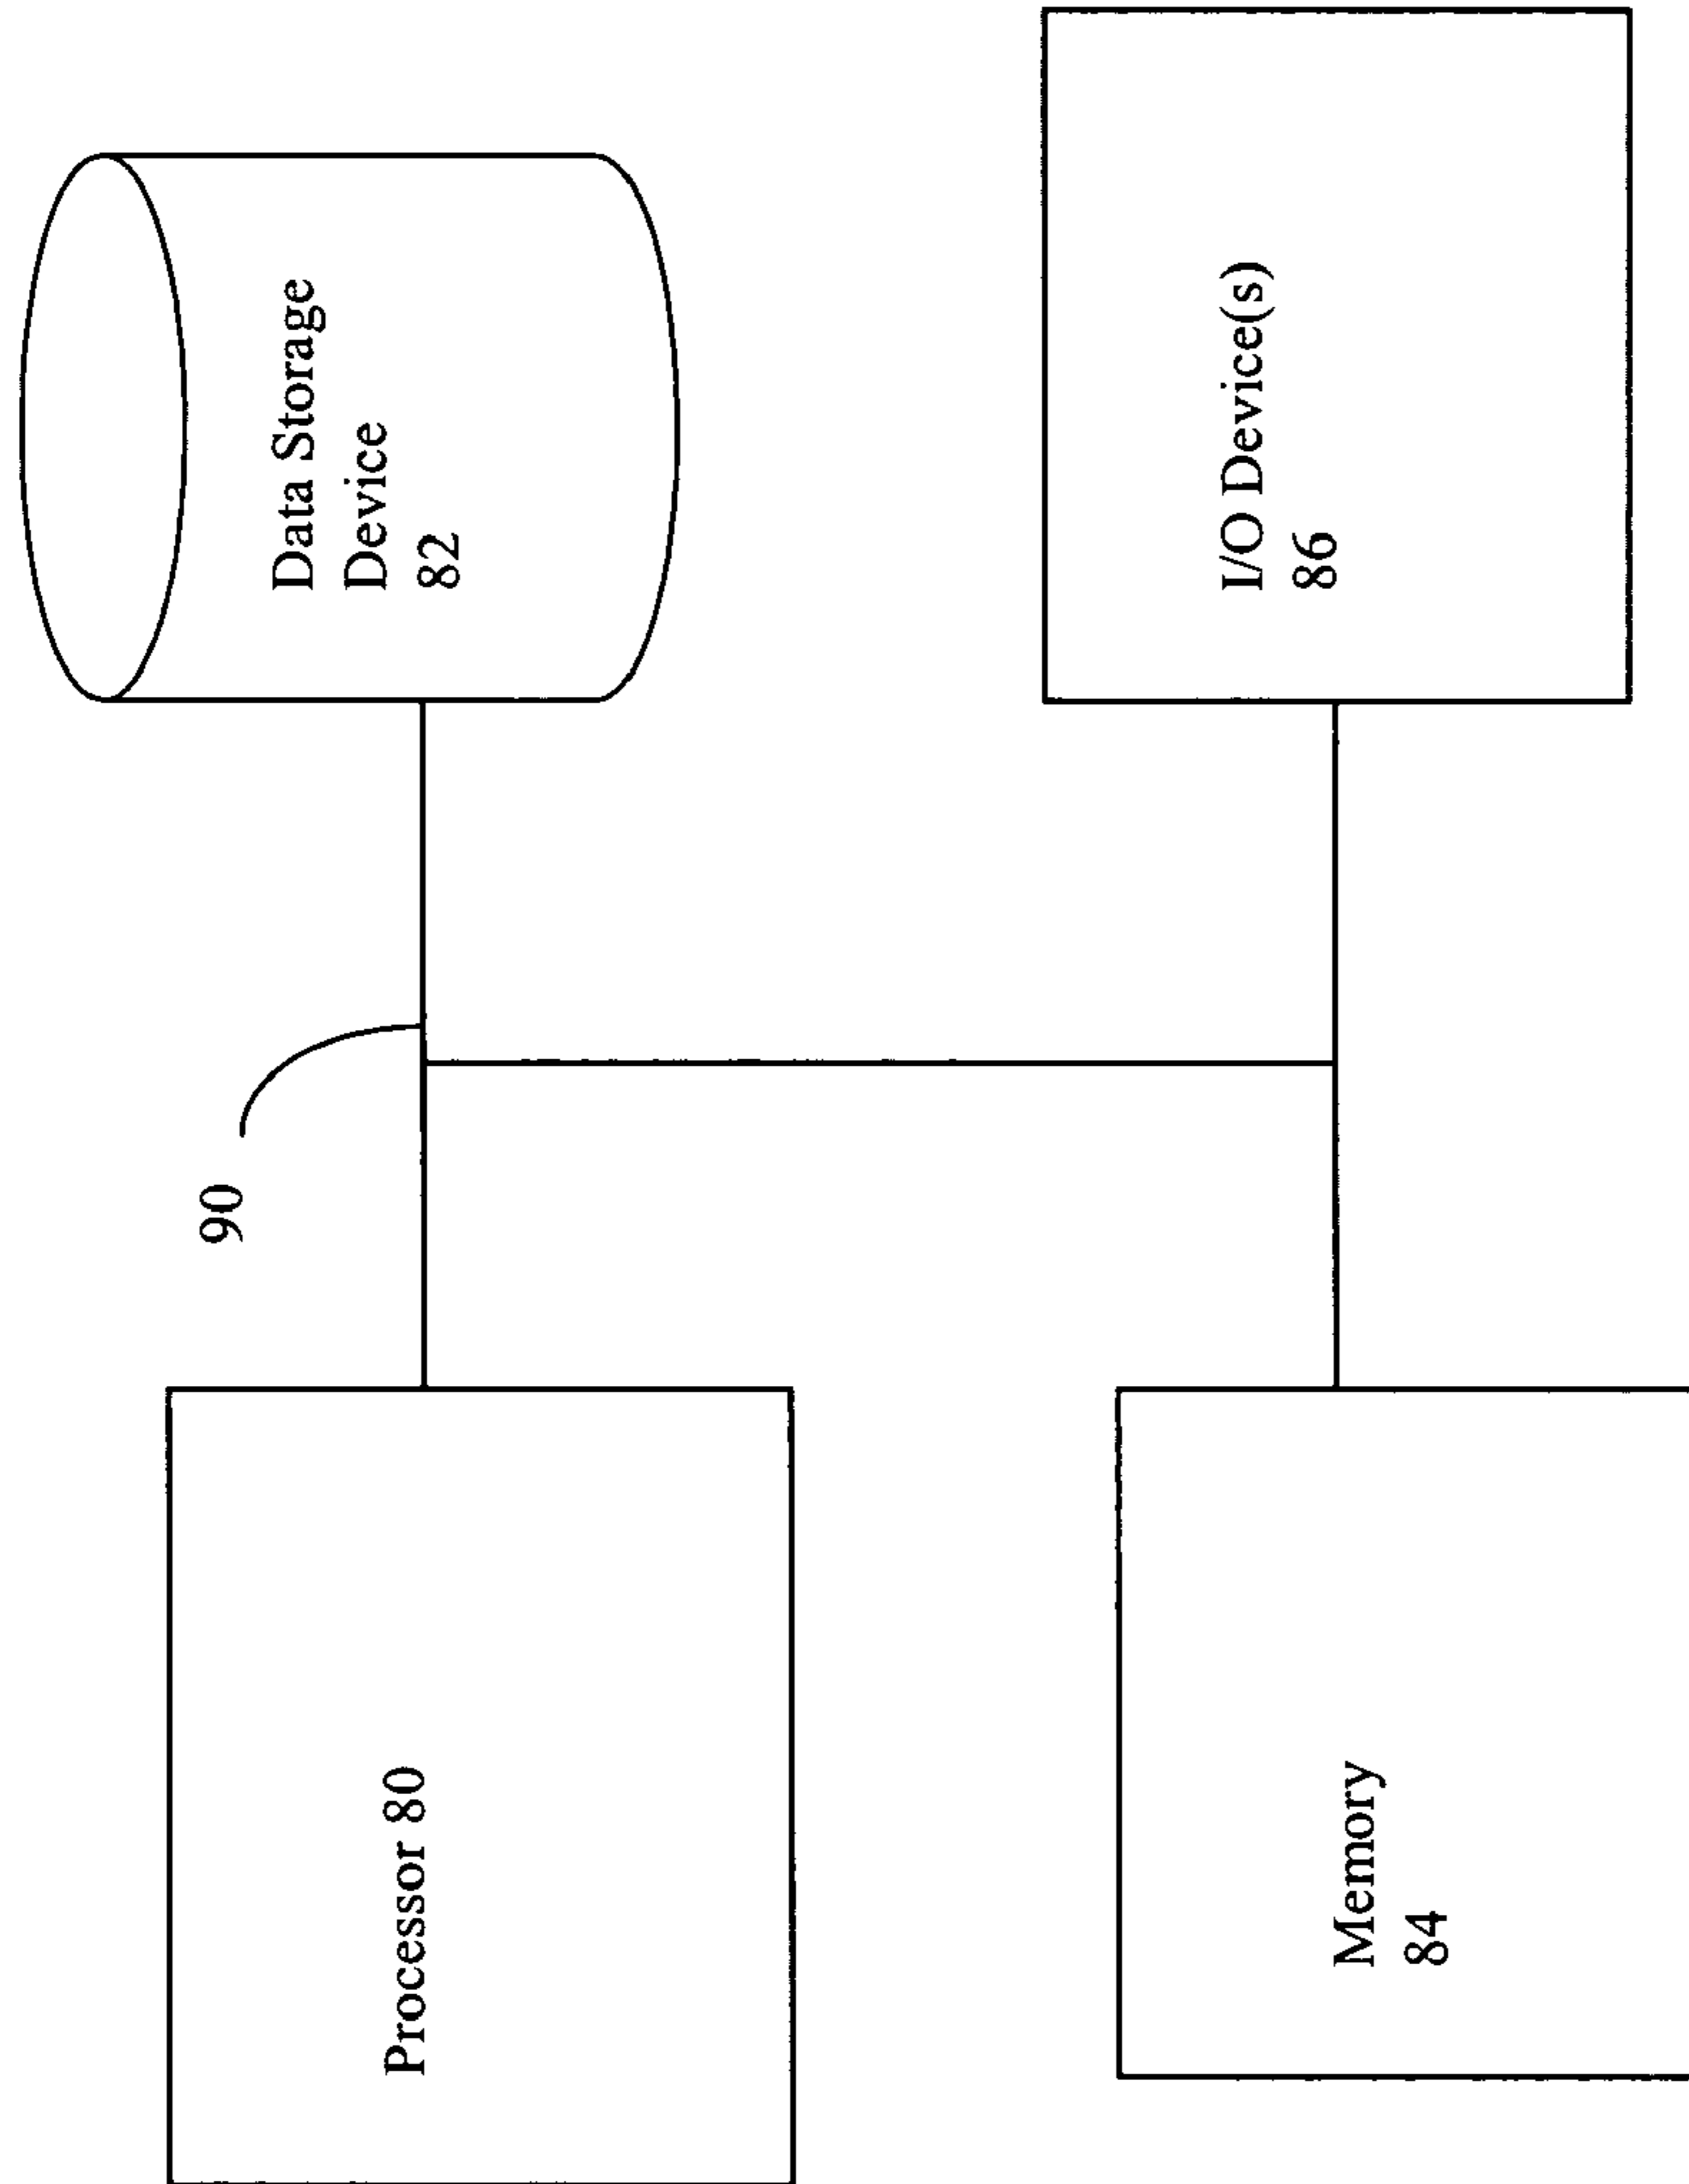 90
Processor 80
Data Storage
Device
82
Memory
84
I/O Device(s)
86